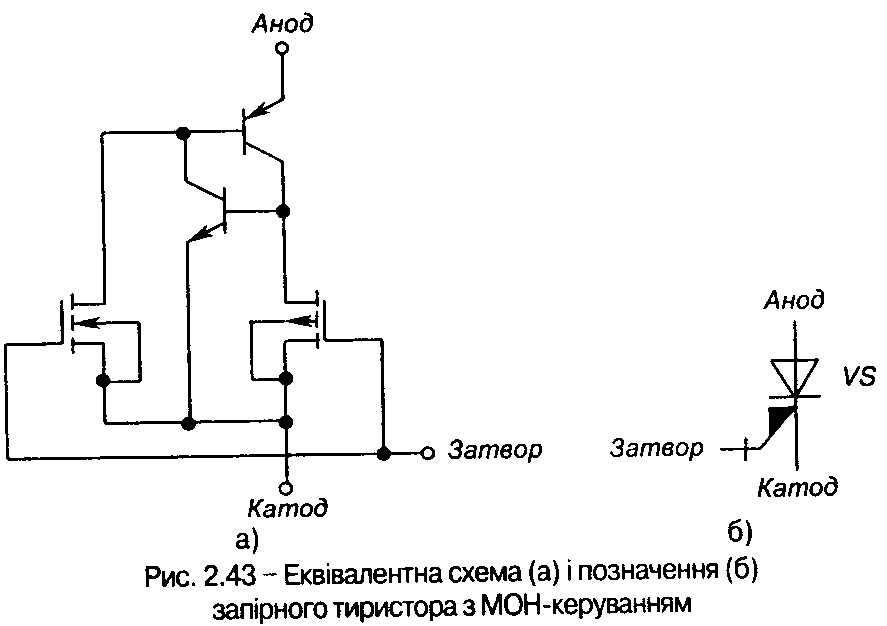 Анод
Затвор
Катод
а)
Анод
VS
Затвор
Катод
б)
Рис. 2.43 – Еквівалентна схема (а) і позначення (б)
запірного тиристора з МОН-керуванням